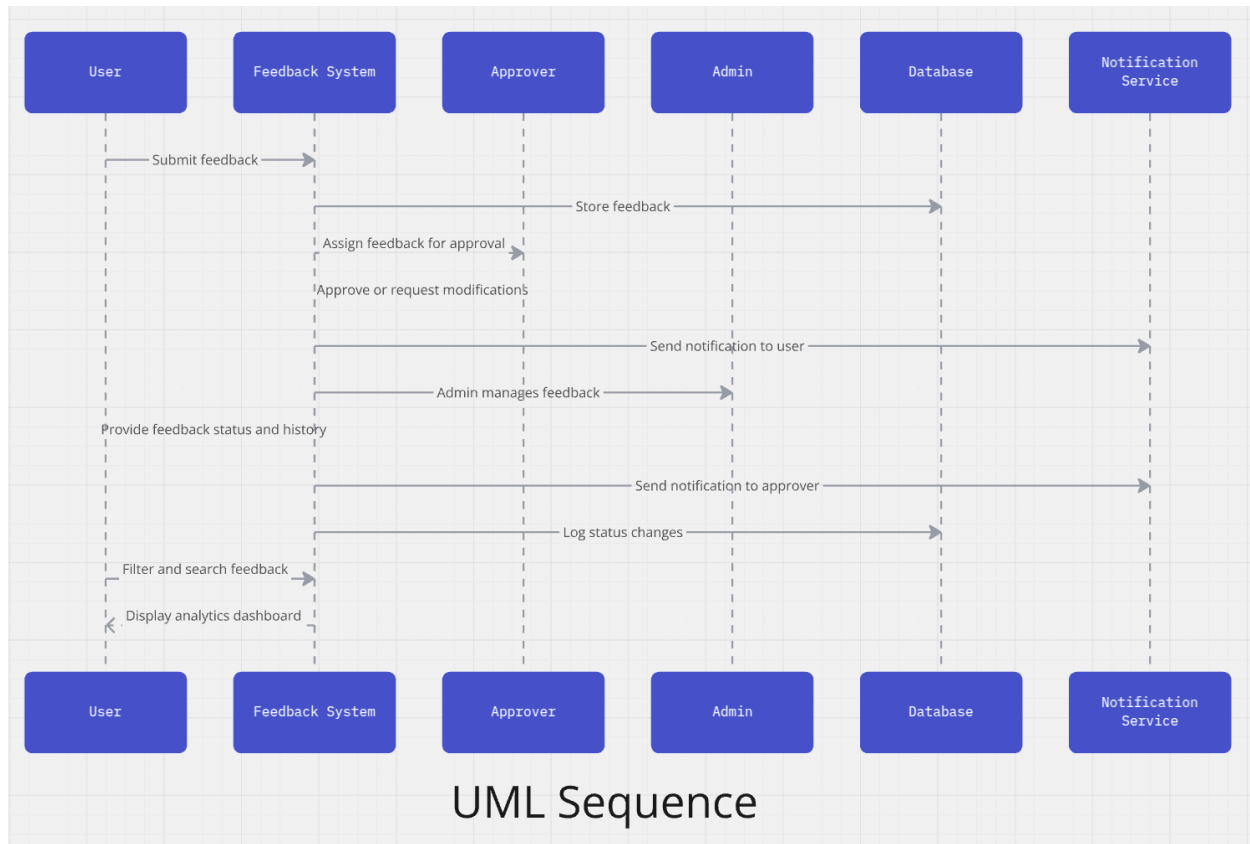 User
Feedback System
Approver
Admin
Database
Notification
Service
Submit feedback
Store feedback
Assign feedback for approval
Approve or request modifications
Send notification to user
Admin manages feedback
Provide feedback status and history
Send notification to approver
Log status changes
Filter and search feedback
Display analytics dashboard
User
Feedback System
Approver
Admin
Database
Notification
Service
UML Sequence